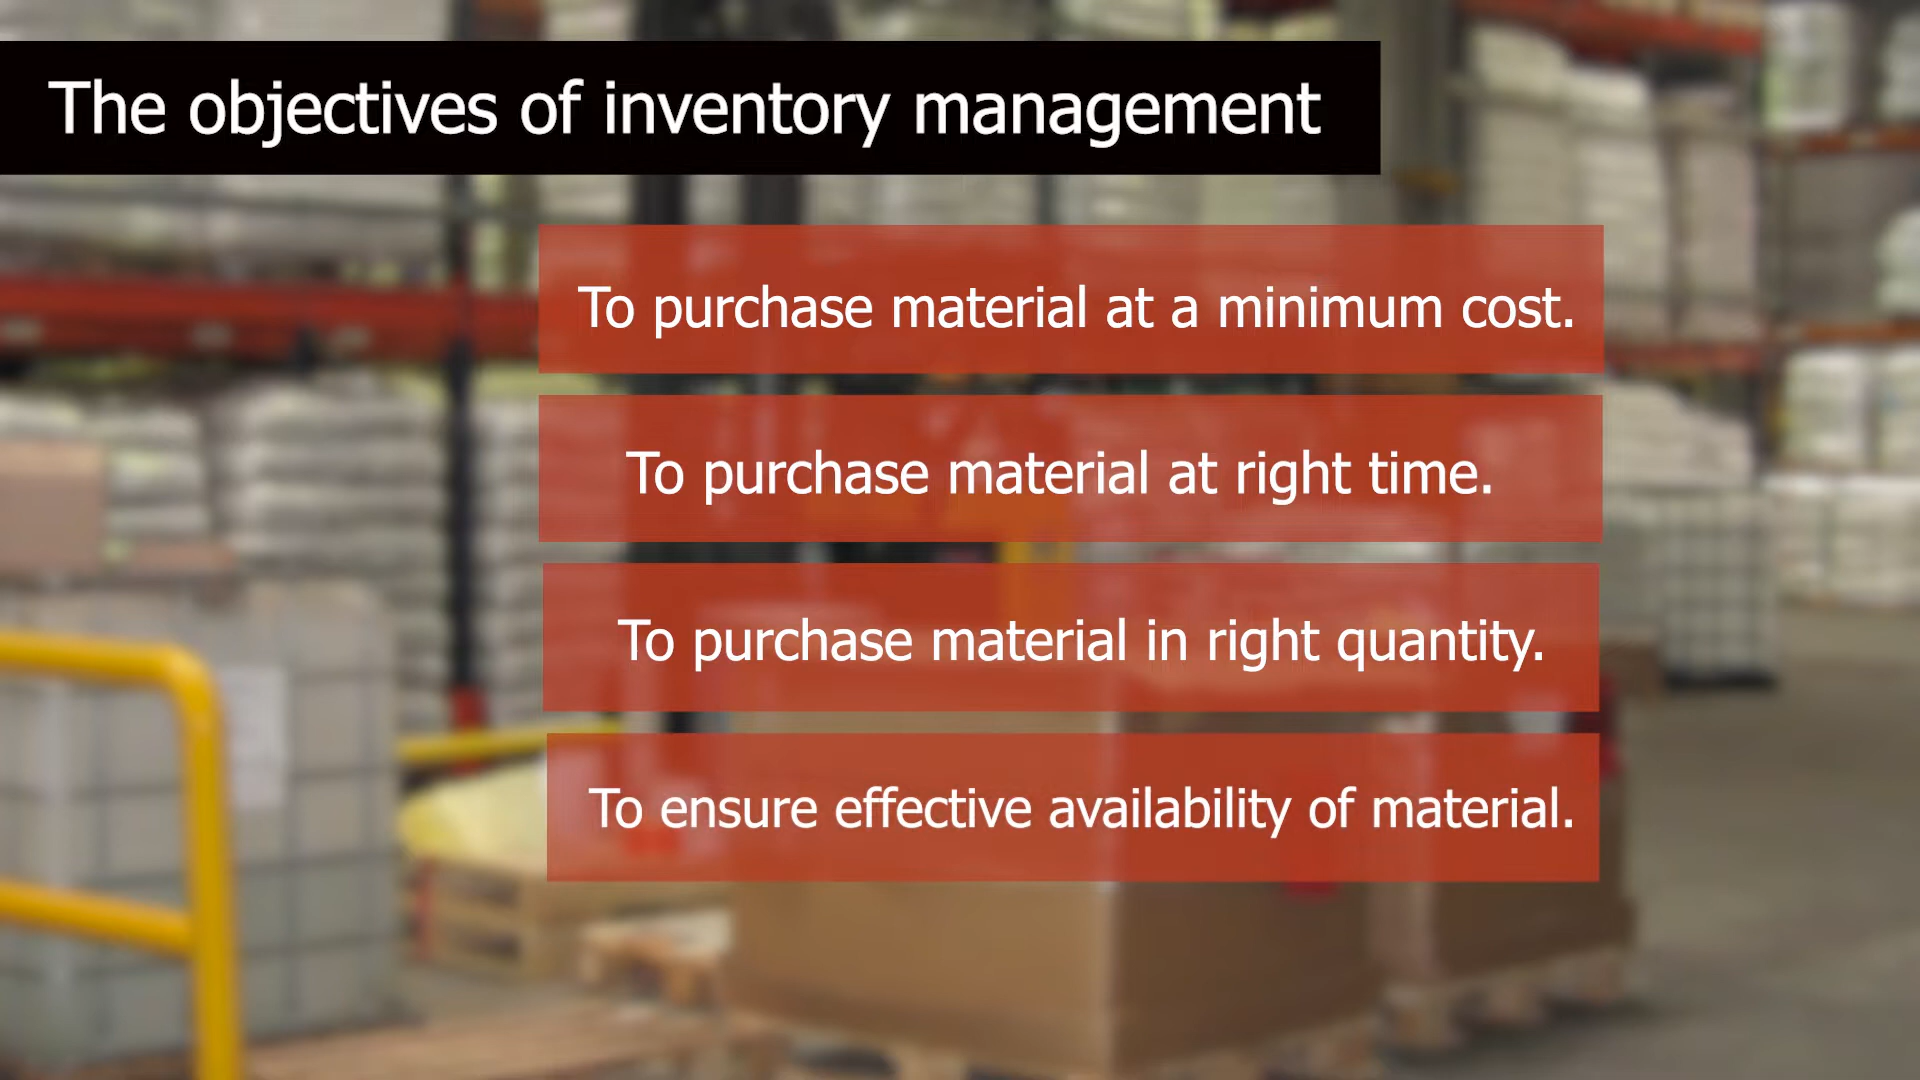 The objectives of inventory management
To purchase material at a minimum cost.
To purchase material at right time.
To purchase material in right quantity.
To ensure effective availability of material.